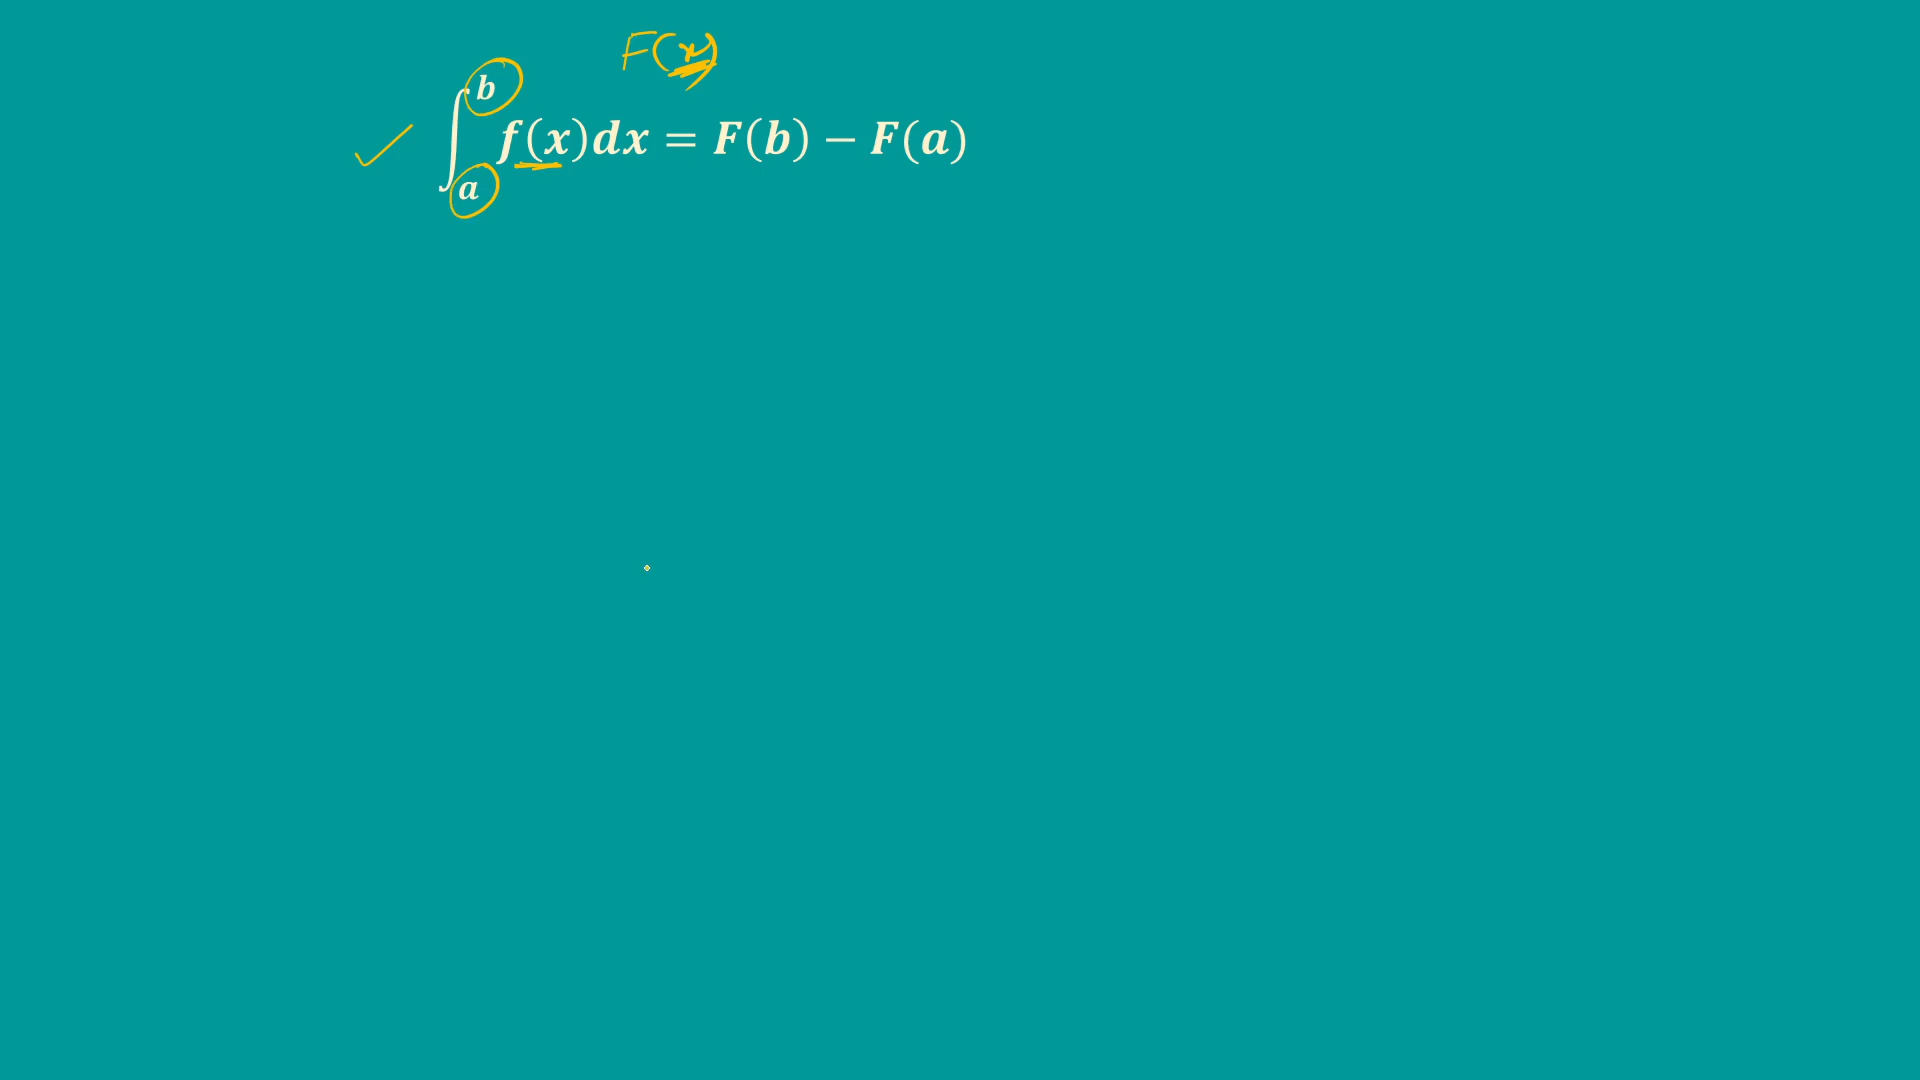 F(x)
∫_a^b f(x)dx = F(b) − F(a)